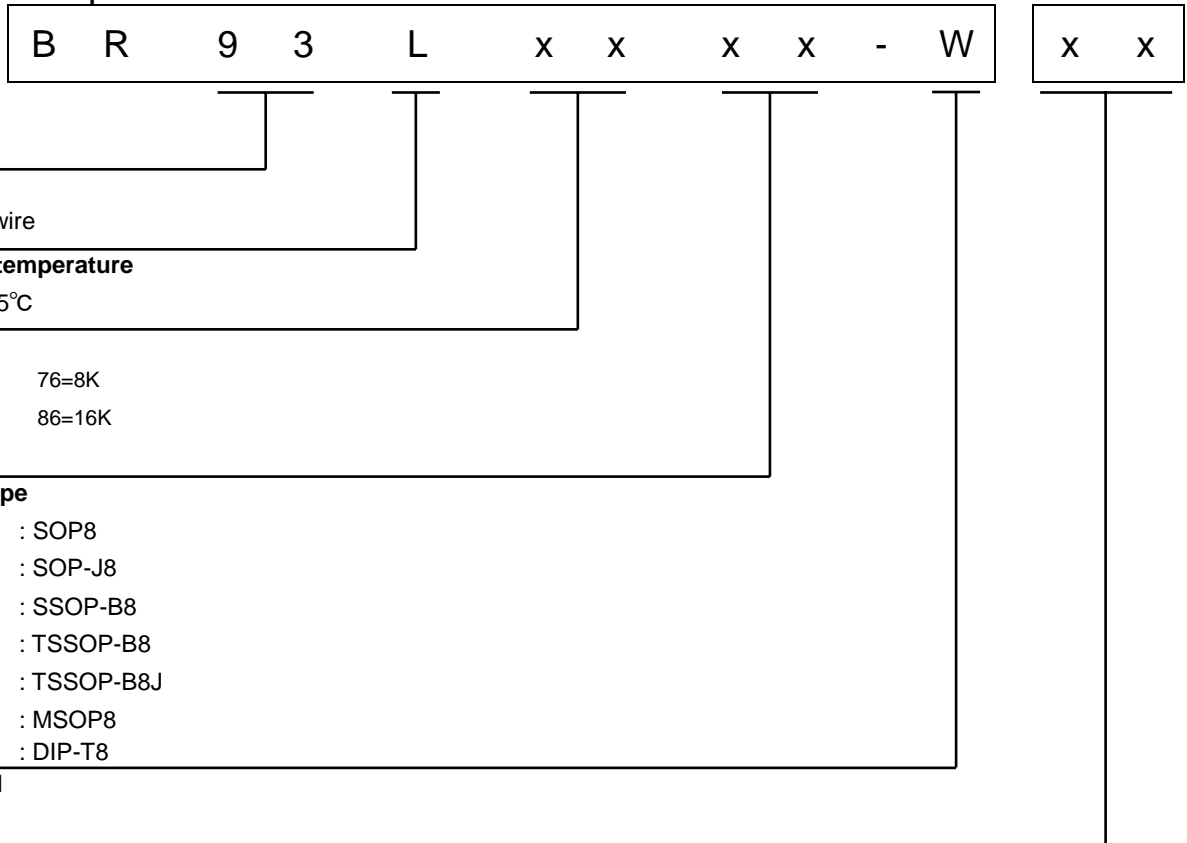 B R 9 3 L x x x x - W x x
wire
temperature
5℃
76=8K
86=16K
pe
: SOP8
: SOP-J8
: SSOP-B8
: TSSOP-B8
: TSSOP-B8J
: MSOP8
: DIP-T8